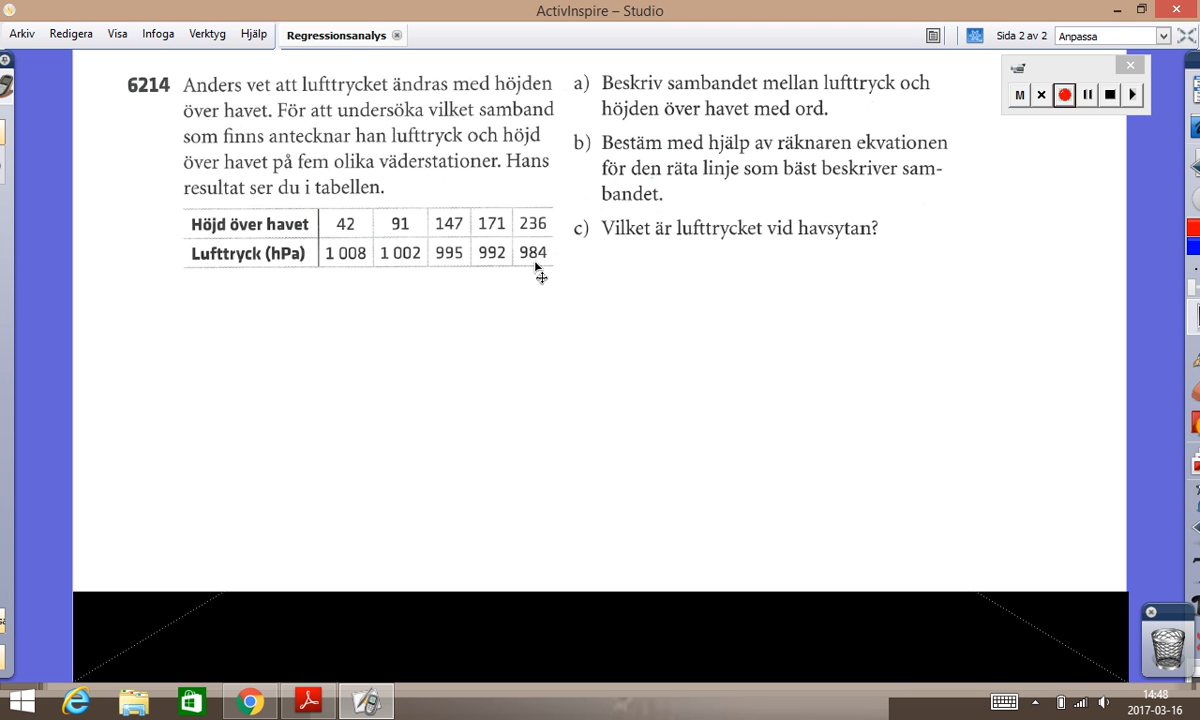 ActivInspire – Studio
Arkiv Redigera Visa Infoga Verktyg Hjälp Regressionsanalys Sida 2 av 2 Anpassa
6214 Anders vet att lufttrycket ändras med höjden
över havet. För att undersöka vilket samband
som finns antecknar han lufttryck och höjd
över havet på fem olika väderstationer. Hans
resultat ser du i tabellen.
Höjd över havet 42 91 147 171 236
Lufttryck (hPa) 1 008 1 002 995 992 984
a) Beskriv sambandet mellan lufttryck och
höjden över havet med ord.
b) Bestäm med hjälp av räknaren ekvationen
för den räta linje som bäst beskriver sam-
bandet.
c) Vilket är lufttrycket vid havsytan?
M
14:48
2017-03-16